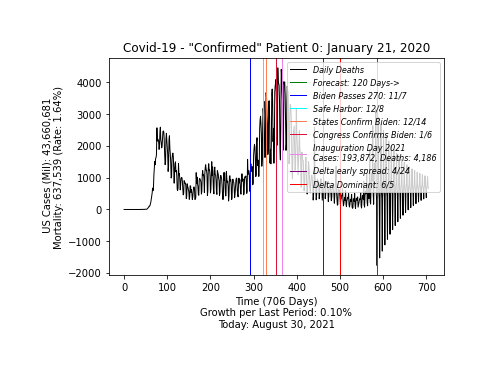 Covid-19 - "Confirmed" Patient 0: January 21, 2020
US Cases (Mil): 43,660,681
Mortality: 637,539 (Rate: 1.64%)
4000
3000
2000
1000
0
−1000
−2000
Daily Deaths
Forecast: 120 Days->
Biden Passes 270: 11/7
Safe Harbor: 12/8
States Confirm Biden: 12/14
Congress Confirms Biden: 1/6
Inauguration Day 2021
Cases: 193,872, Deaths: 4,186
Delta early spread: 4/24
Delta Dominant: 6/5
0 100 200 300 400 500 600 700
Time (706 Days)
Growth per Last Period: 0.10%
Today: August 30, 2021